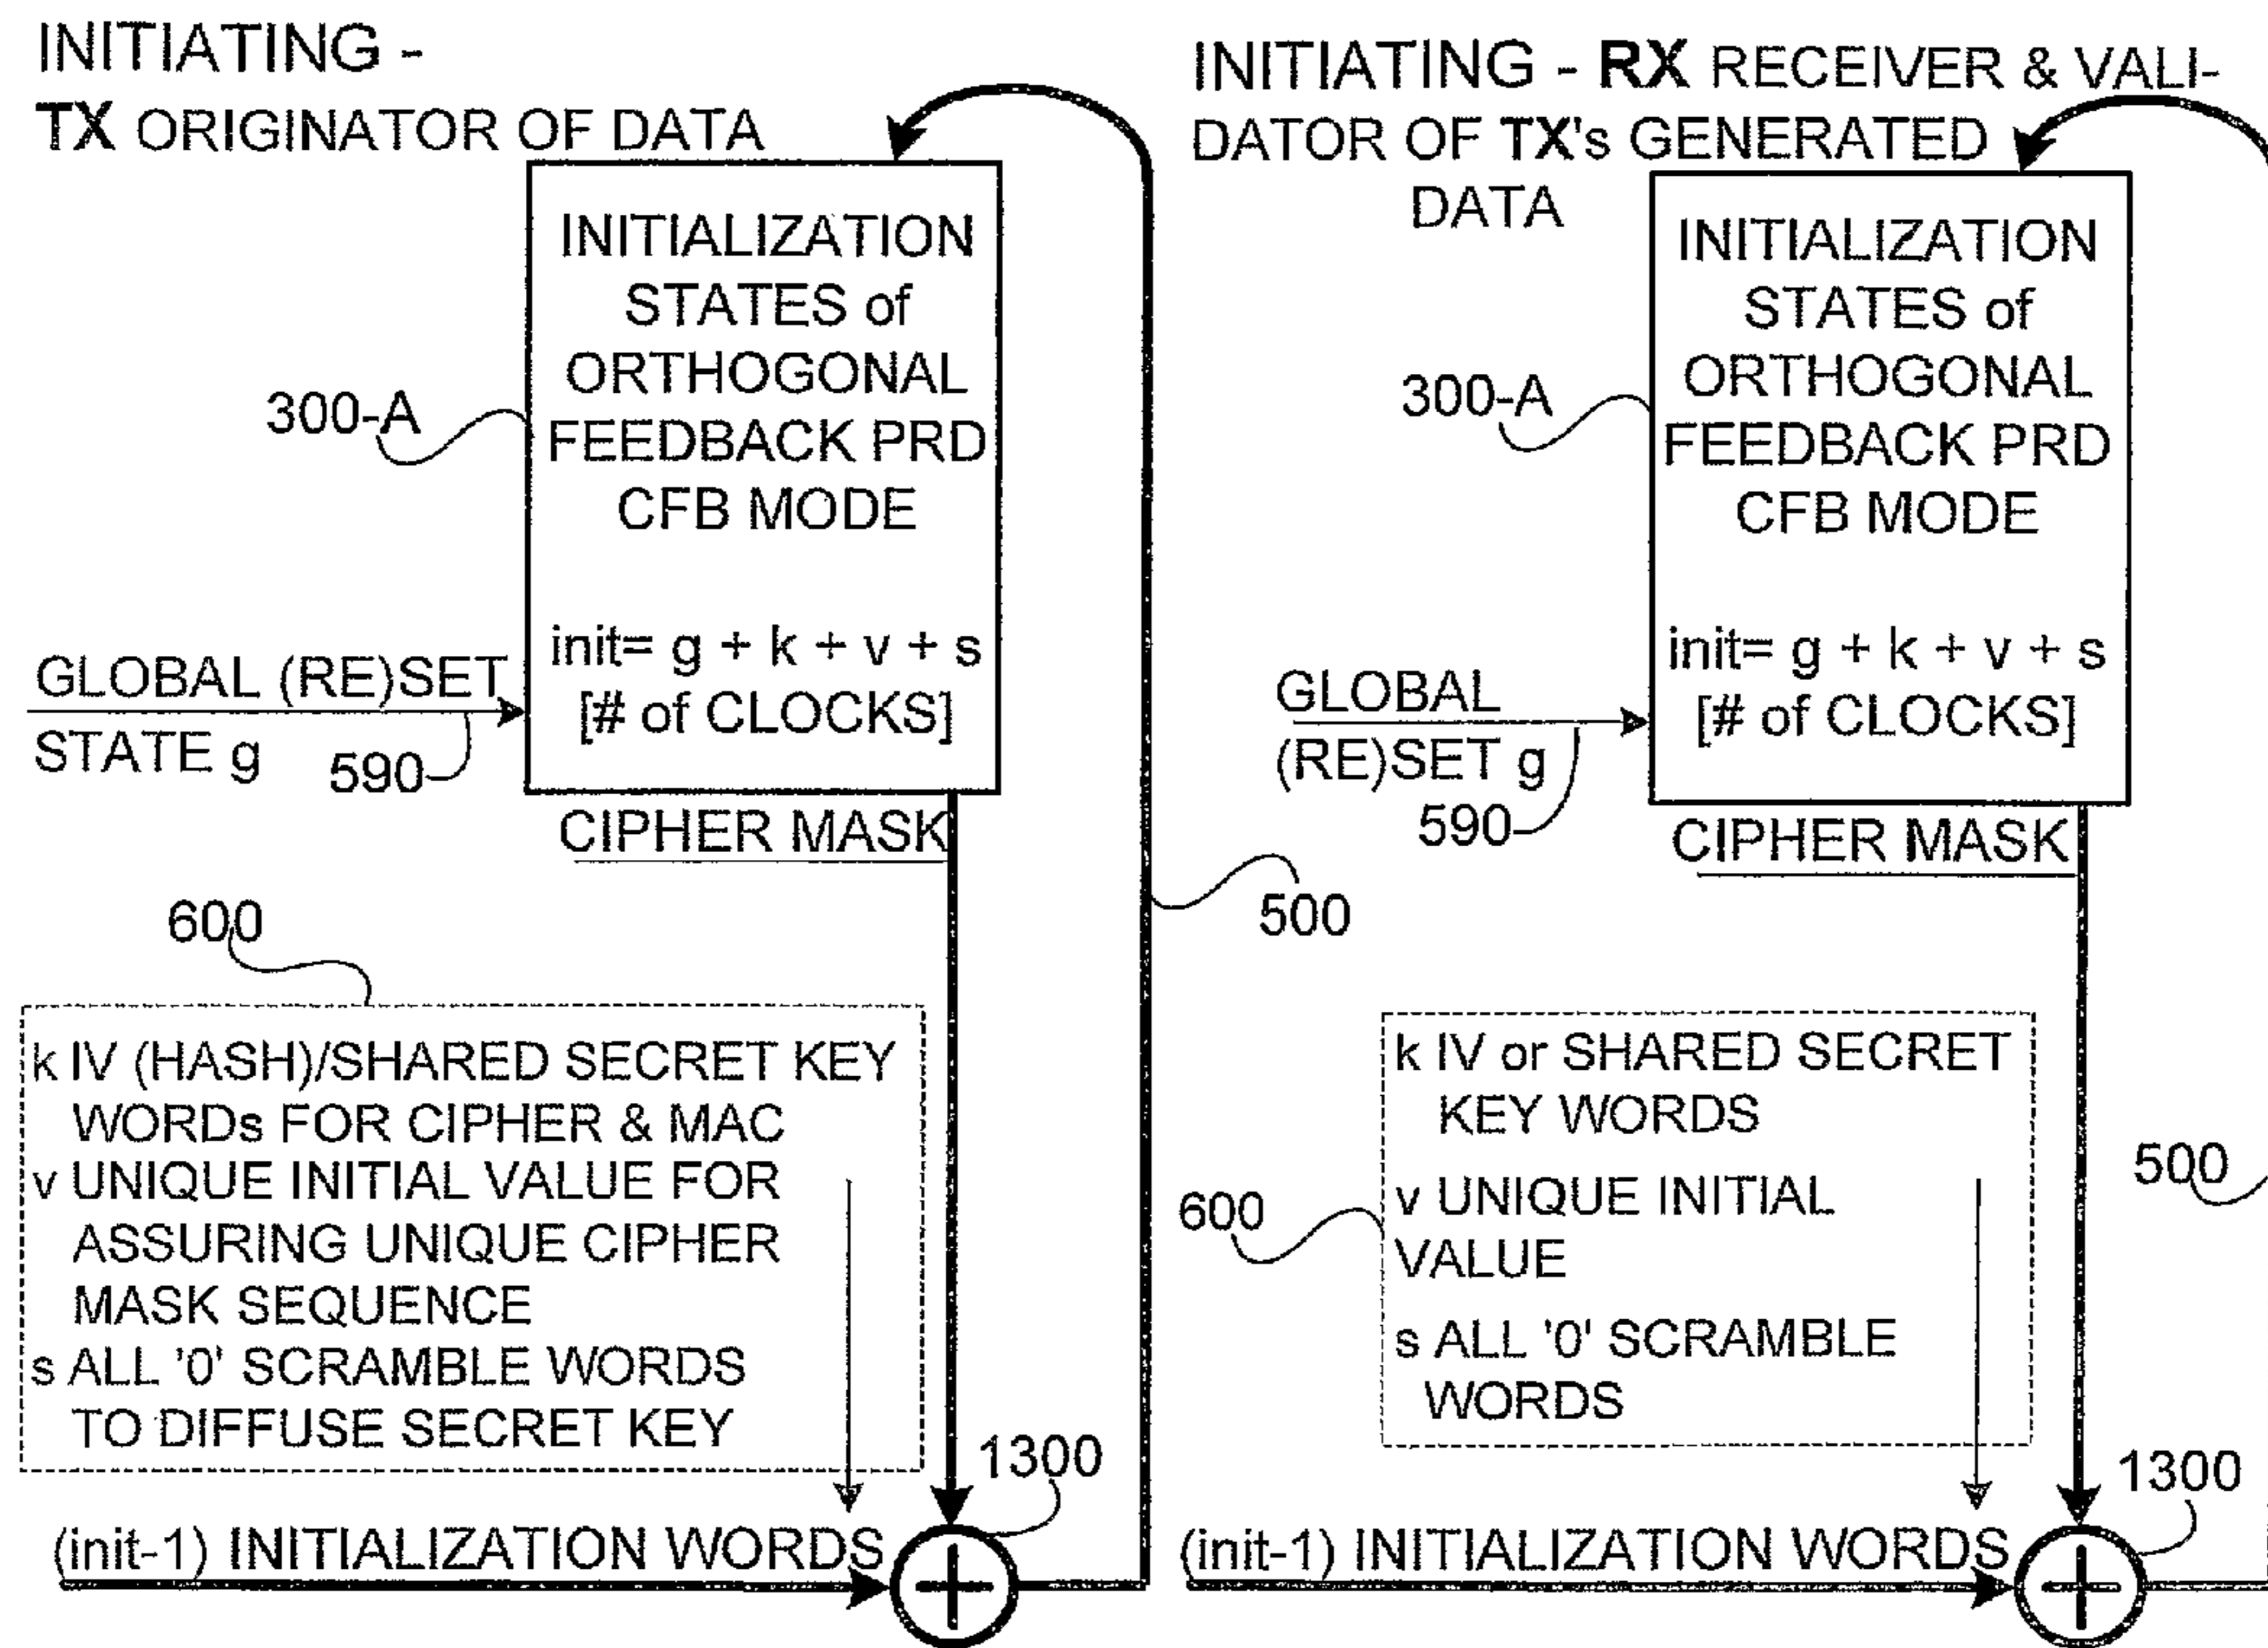 INITIATING -
TX ORIGINATOR OF DATA
INITIALIZATION
STATES of
ORTHOGONAL
FEEDBACK PRD
CFB MODE
init= g + k + v + s
[# of CLOCKS]
300-A
GLOBAL (RE)SET
STATE g
590
CIPHER MASK
500
600
k IV (HASH)/SHARED SECRET KEY
WORDs FOR CIPHER & MAC
v UNIQUE INITIAL VALUE FOR
ASSURING UNIQUE CIPHER
MASK SEQUENCE
s ALL '0' SCRAMBLE WORDS
TO DIFFUSE SECRET KEY
1300
(init-1) INITIALIZATION WORDS
INITIATING - RX RECEIVER & VALI-
DATOR OF TX's GENERATED
DATA
INITIALIZATION
STATES of
ORTHOGONAL
FEEDBACK PRD
CFB MODE
init= g + k + v + s
[# of CLOCKS]
300-A
GLOBAL
(RE)SET g
590
CIPHER MASK
k IV or SHARED SECRET
KEY WORDS
v UNIQUE INITIAL
VALUE
s ALL '0' SCRAMBLE
WORDS
600
500
1300
(init-1) INITIALIZATION WORDS